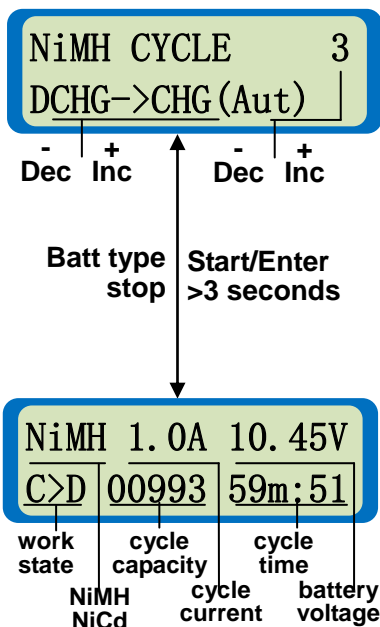 NiMH CYCLE 3
DCHG->CHG(Aut)
- + - +
Dec Inc Dec Inc
Batt type Start/Enter
stop >3 seconds
NiMH 1.0A 10.45V
C>D 00993 59m:51
work cycle cycle
state capacity time
NiMH cycle battery
NiCd current voltage